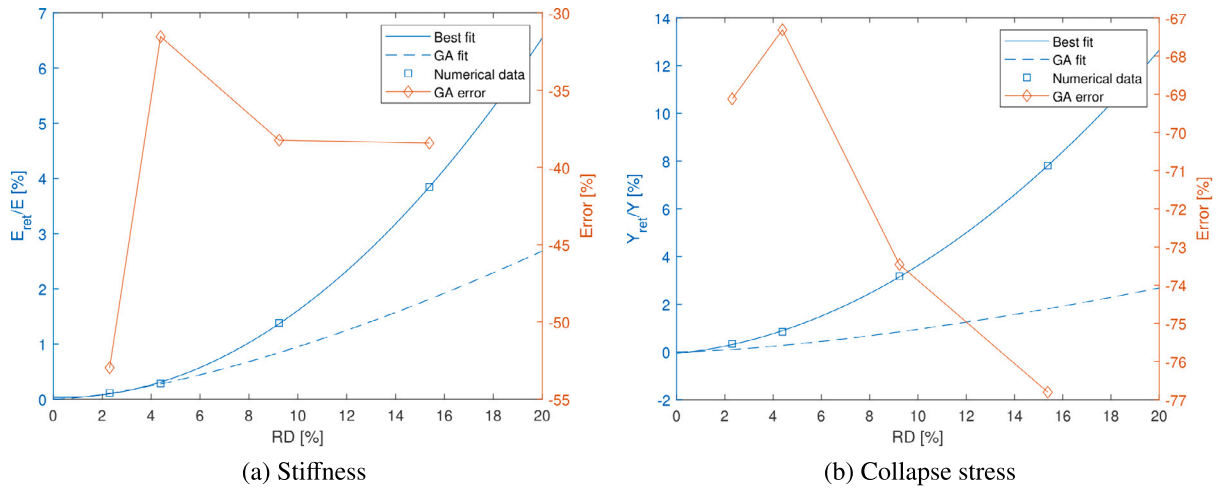 7
6
5
4
3
2
1
0
E_ret/E [%]
0 2 4 6 8 10 12 14 16 18 20
RD [%]
-30
-35
-40
-45
-50
-55
Error [%]
Best fit
GA fit
Numerical data
GA error
(a) Stiffness
14
12
10
8
6
4
2
0
-2
Y_ret/Y [%]
0 2 4 6 8 10 12 14 16 18 20
RD [%]
-67
-68
-69
-70
-71
-72
-73
-74
-75
-76
-77
Error [%]
Best fit
GA fit
Numerical data
GA error
(b) Collapse stress